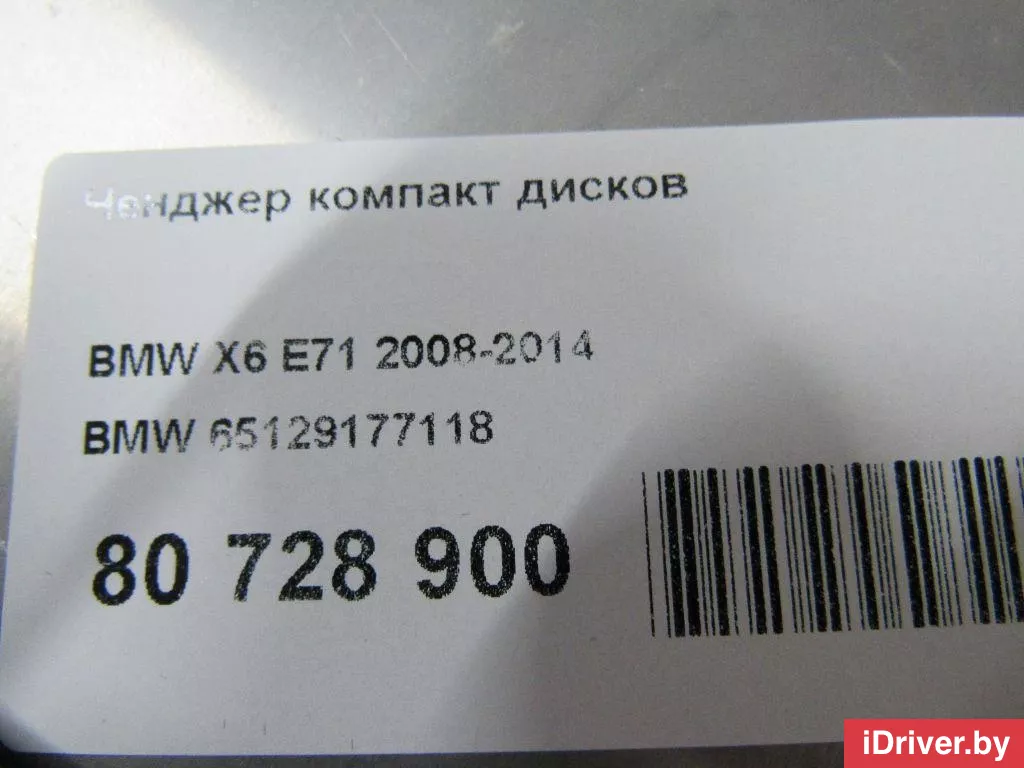 Ченджер компакт дисков
BMW X6 E71 2008-2014
BMW 65129177118
80 728 900
iDriver.by